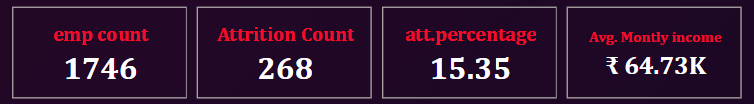 emp count
1746
Attrition Count
268
att.percentage
15.35
Avg. Montly income
₹ 64.73K